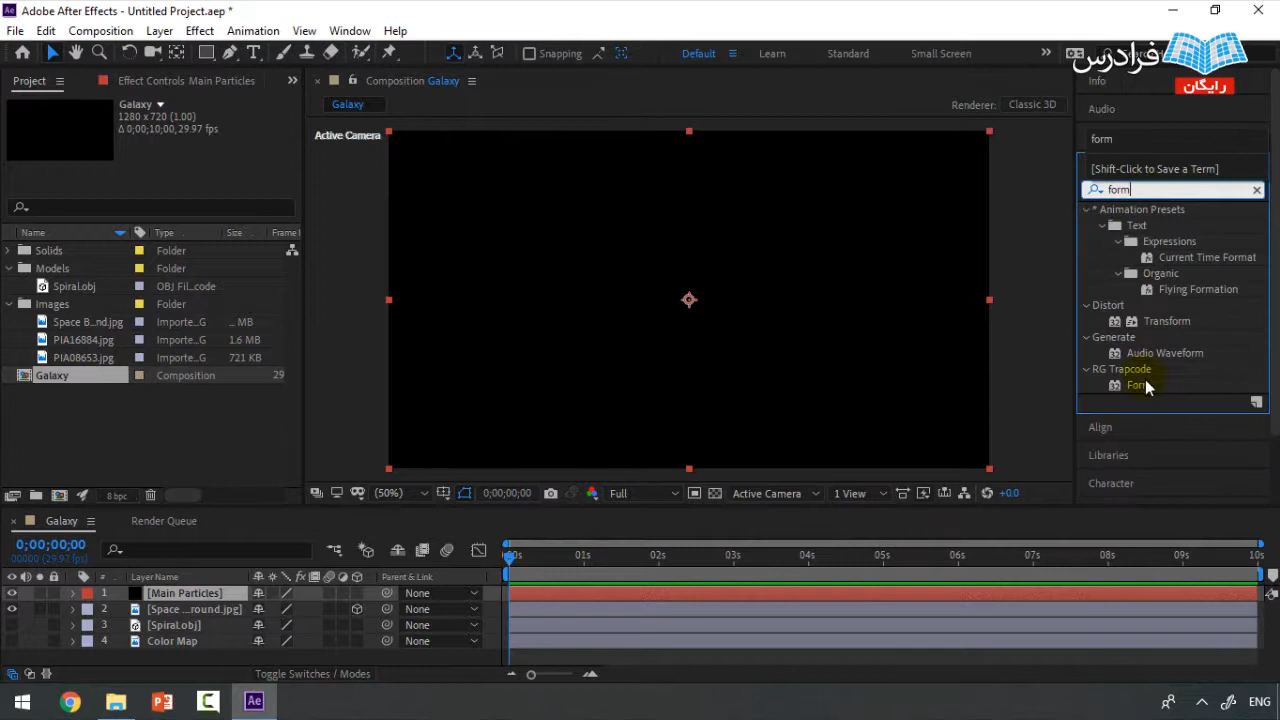 Adobe After Effects - Untitled Project.aep *
File Edit Composition Layer Effect Animation View Window Help
Snapping Default Learn Standard Small Screen
فرادرس
رایگان
Project Effect Controls Main Particles
Composition Galaxy
Info
Galaxy
1280 x 720 (1.00)
Δ 0;00;10;00, 29.97 fps
Galaxy
Renderer: Classic 3D
Audio
Active Camera
form
[Shift-Click to Save a Term]
form
* Animation Presets
Text
Expressions
Current Time Format
Organic
Flying Formation
Distort
Transform
Generate
Audio Waveform
RG Trapcode
Align
Libraries
Character
Name Type Size Frame I
Solids Folder
Models Folder
Spiral.obj OBJ Fil...code
Images Folder
Space B...nd.jpg Importe...G ... MB
PIA16884.jpg Importe...G 1.6 MB
PIA08653.jpg Importe...G 721 KB
Galaxy Composition 29
8 bpc
(50%) 0;00;00;00 Full Active Camera 1 View +0.0
Galaxy Render Queue
0;00;00;00
00000 (29.97 fps)
00s 01s 02s 03s 04s 05s 06s 07s 08s 09s 10s
# Layer Name Parent & Link
1 [Main Particles] None
2 [Space ...round.jpg] None
3 [Spiral.obj] None
4 Color Map None
Toggle Switches / Modes
ENG